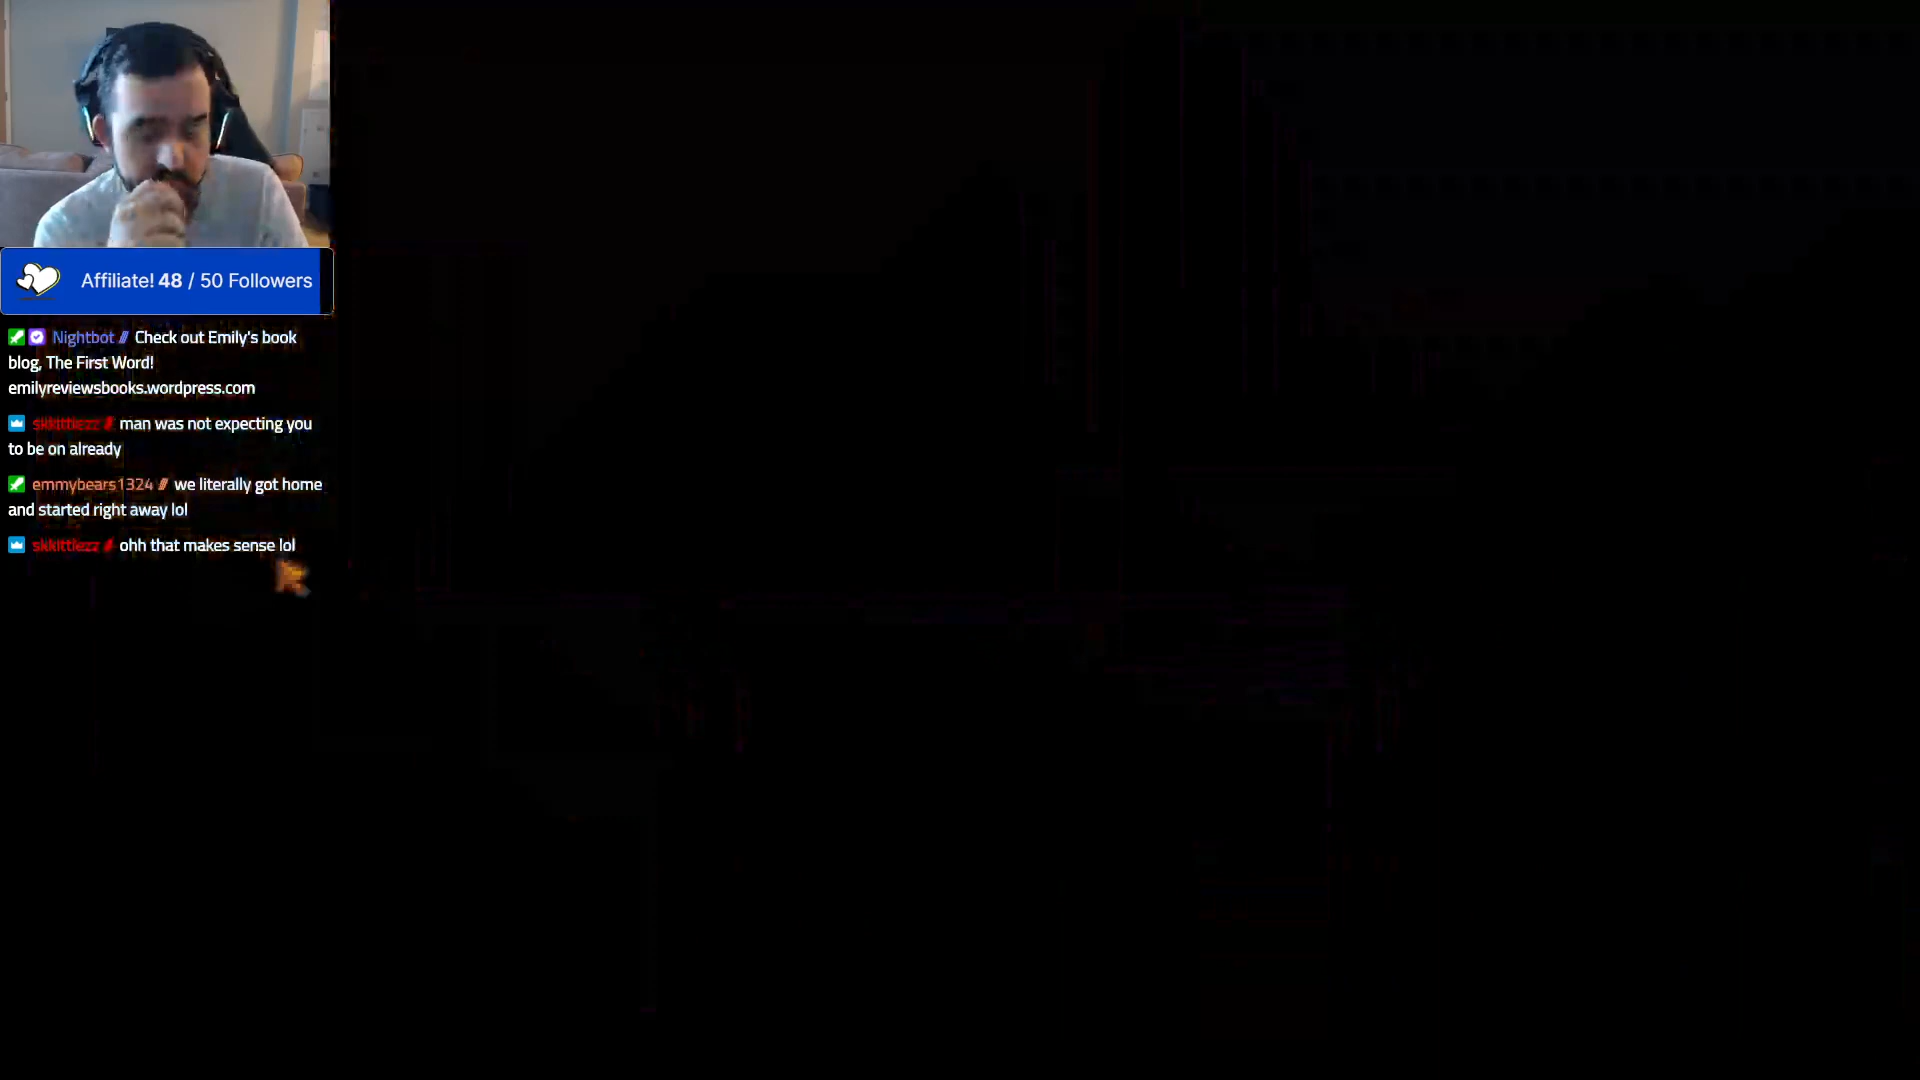 Affiliate! 48 / 50 Followers
Nightbot // Check out Emily's book
blog, The First Word!
emilyreviewsbooks.wordpress.com
skkittlezz // man was not expecting you
to be on already
emmybears1324 // we literally got home
and started right away lol
skkittlezz // ohh that makes sense lol